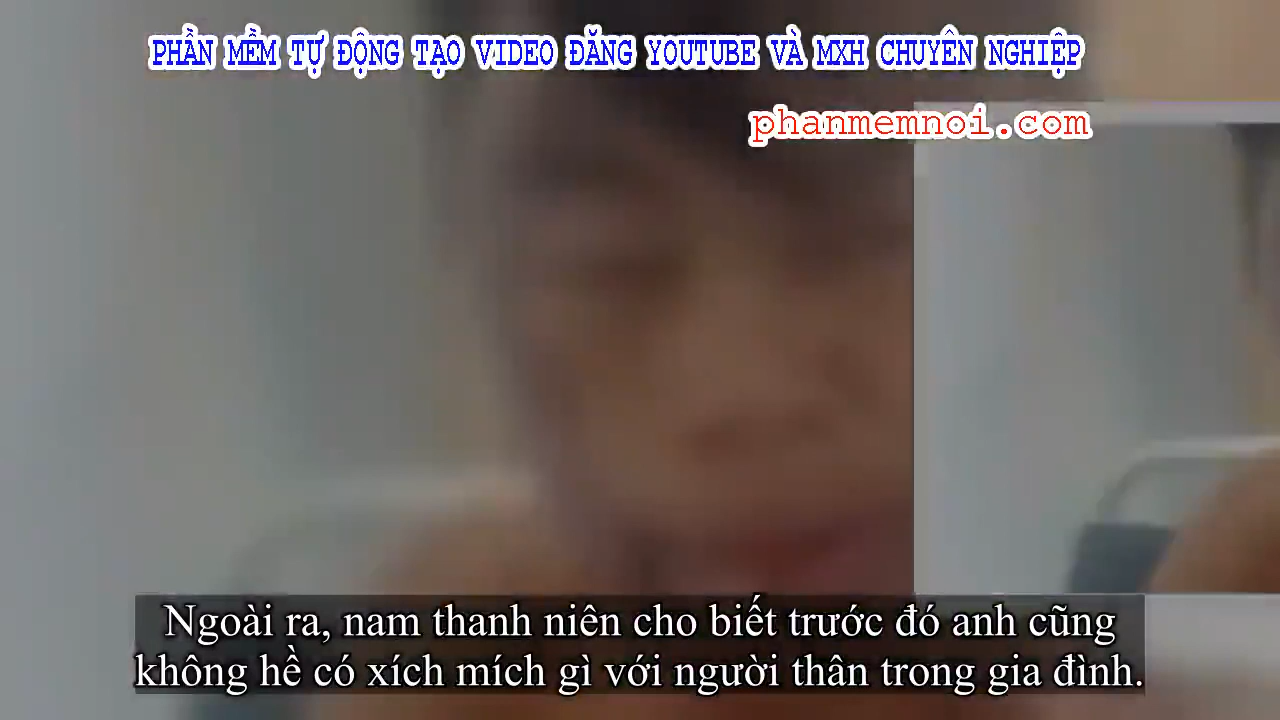 PHẦN MỀM TỰ ĐỘNG TẠO VIDEO ĐĂNG YOUTUBE VÀ MXH CHUYÊN NGHIỆP
phanmemnoi.com
Ngoài ra, nam thanh niên cho biết trước đó anh cũng
không hề có xích mích gì với người thân trong gia đình.